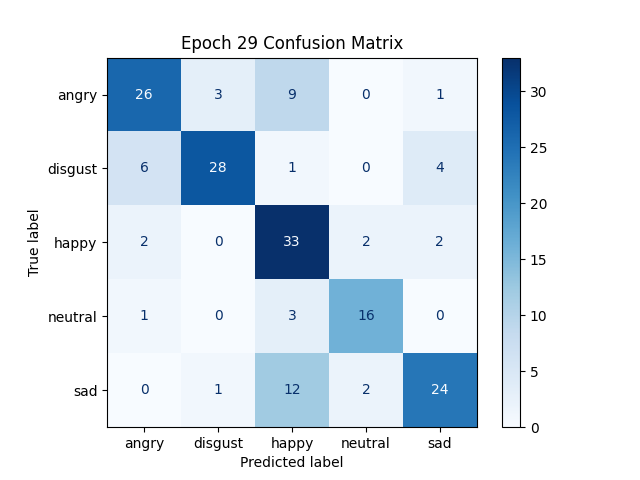 Epoch 29 Confusion Matrix
angry 26 3 9 0 1
disgust 6 28 1 0 4
happy 2 0 33 2 2
neutral 1 0 3 16 0
sad 0 1 12 2 24
angry disgust happy neutral sad
Predicted label
True label
30
25
20
15
10
5
0